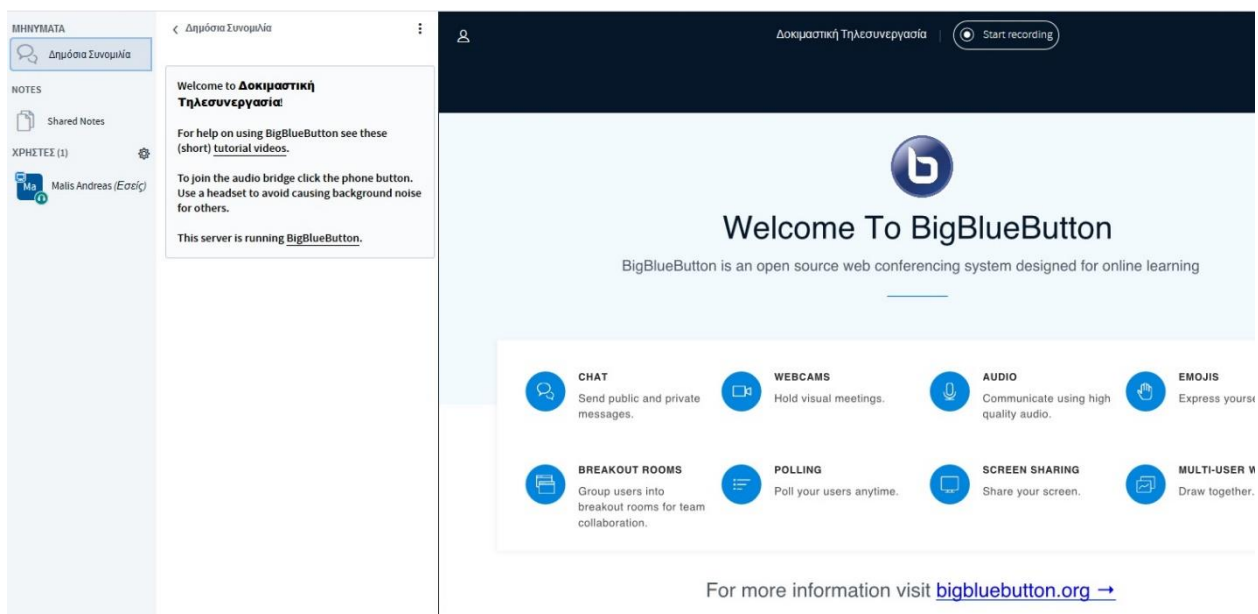 ΜΗΝΥΜΑΤΑ
Δημόσια Συνομιλία
NOTES
Shared Notes
ΧΡΗΣΤΕΣ (1)
Ma
Malis Andreas (Εσείς)
Δημόσια Συνομιλία
Welcome to Δοκιμαστική
Τηλεσυνεργασία!
For help on using BigBlueButton see these
(short) tutorial videos.
To join the audio bridge click the phone button.
Use a headset to avoid causing background noise
for others.
This server is running BigBlueButton.
Δοκιμαστική Τηλεσυνεργασία | Start recording
b
Welcome To BigBlueButton
BigBlueButton is an open source web conferencing system designed for online learning
CHAT
Send public and private
messages.
WEBCAMS
Hold visual meetings.
AUDIO
Communicate using high
quality audio.
EMOJIS
Express yourse
BREAKOUT ROOMS
Group users into
breakout rooms for team
collaboration.
POLLING
Poll your users anytime.
SCREEN SHARING
Share your screen.
MULTI-USER W
Draw together.
For more information visit bigbluebutton.org →